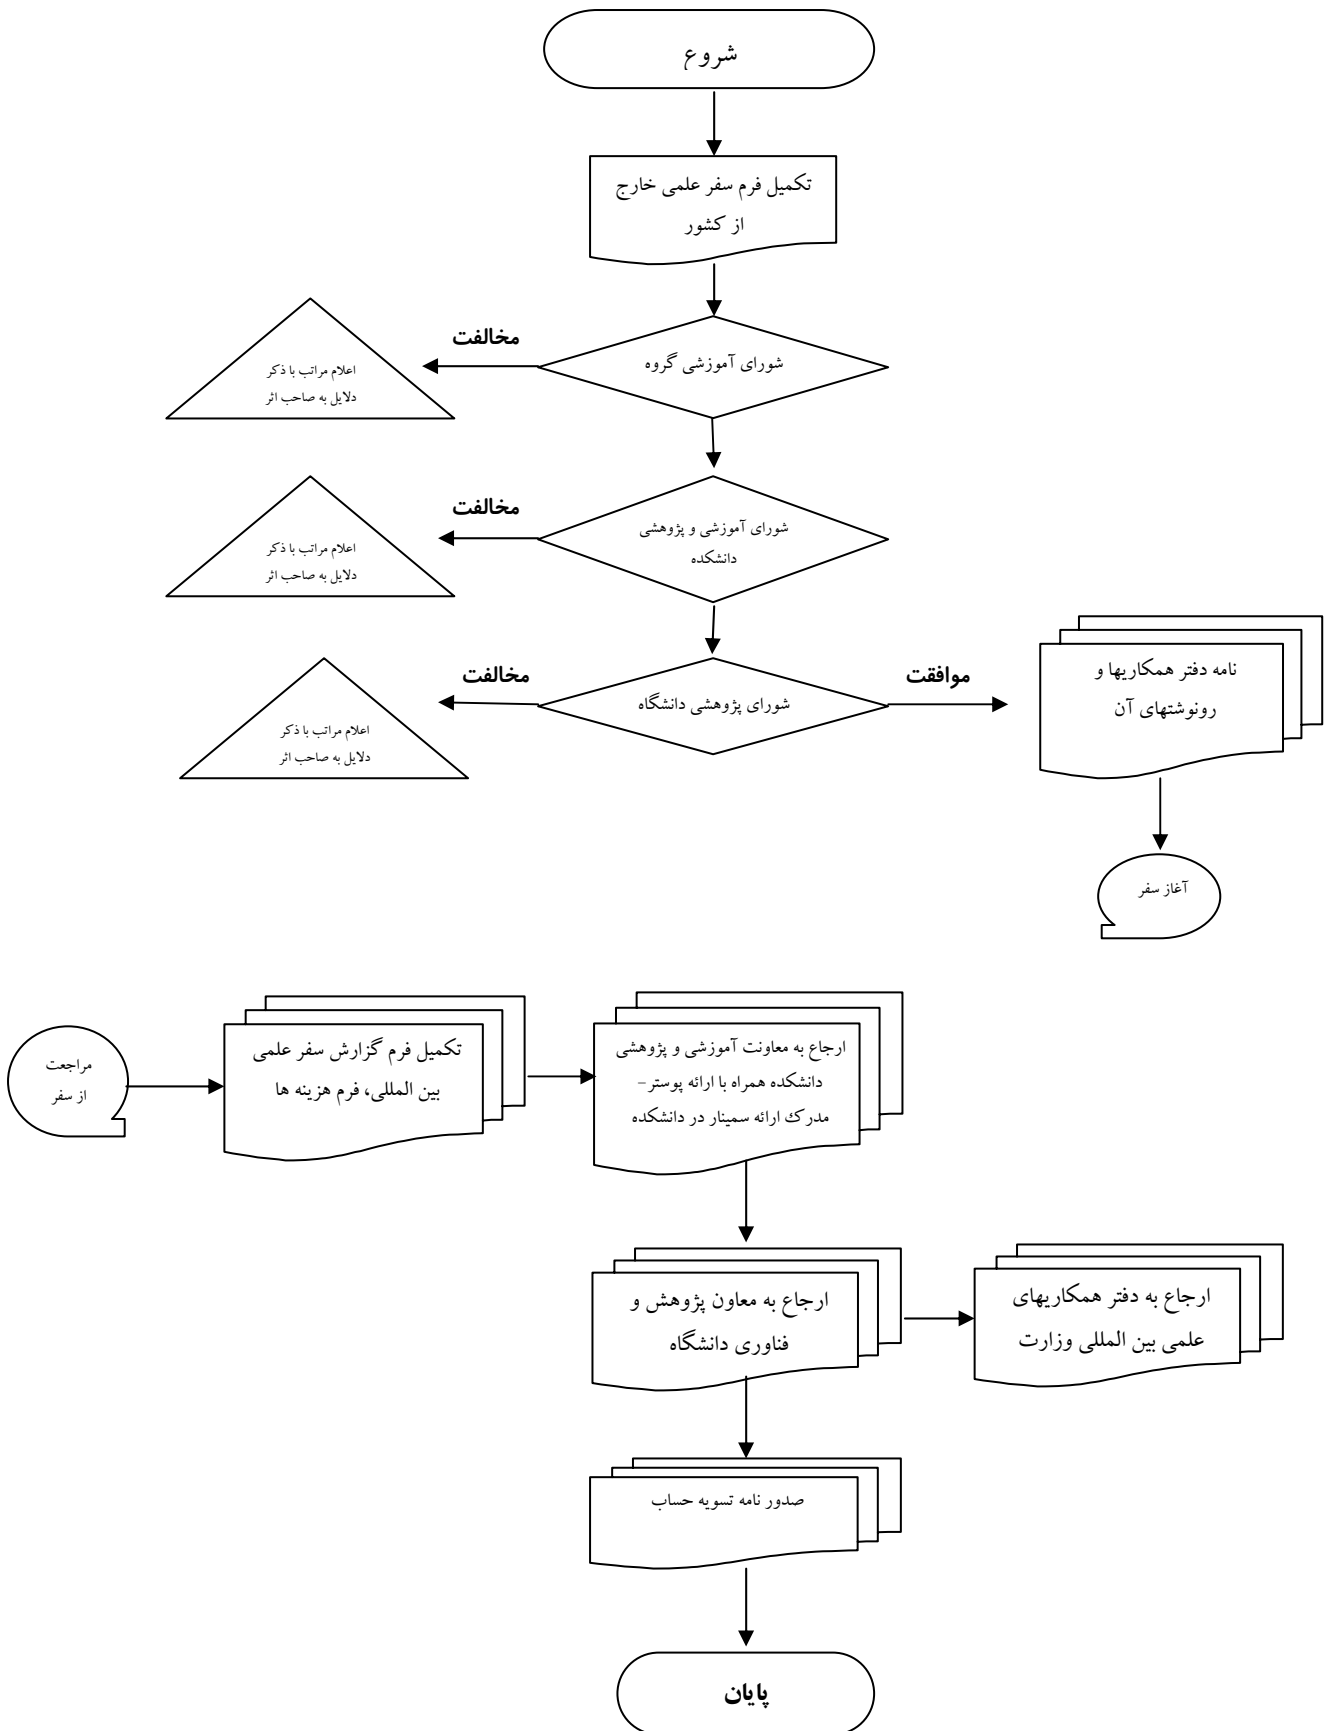 شروع
تکمیل فرم سفر علمی خارج
از کشور
مخالفت
شورای آموزشی گروه
اعلام مراتب با ذکر
دلایل به صاحب اثر
مخالفت
شورای آموزشی و پژوهشی
دانشکده
اعلام مراتب با ذکر
دلایل به صاحب اثر
موافقت
مخالفت
شورای پژوهشی دانشگاه
نامه دفتر همکاریها و
رونوشتهای آن
اعلام مراتب با ذکر
دلایل به صاحب اثر
آغاز سفر
مراجعت
از سفر
تکمیل فرم گزارش سفر علمی
بین المللی، فرم هزینه ها
ارجاع به معاونت آموزشی و پژوهشی
دانشکده همراه با ارائه پوستر-
مدرک ارائه سمینار در دانشکده
ارجاع به معاون پژوهش و
فناوری دانشگاه
ارجاع به دفتر همکاریهای
علمی بین المللی وزارت
صدور نامه تسویه حساب
پایان